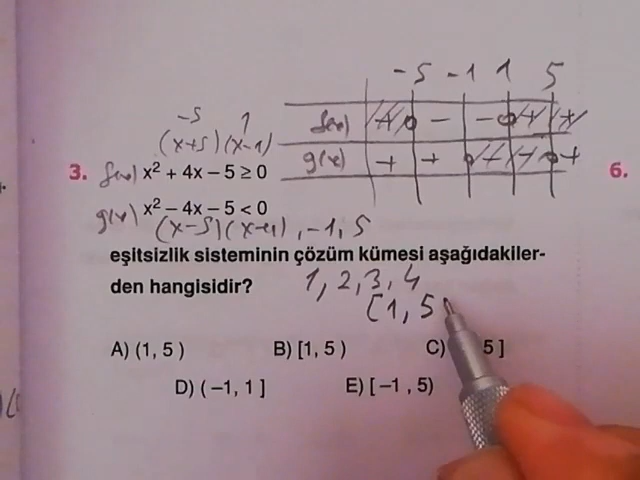 -5 -1 1 5
-5 1 f(x) + - - + +
(x+5)(x-1) g(x) + + + + +
3. f(x) x² + 4x – 5 ≥ 0
6.
g(x) x² – 4x – 5 < 0
(x-5)(x+1), -1, 5
eşitsizlik sisteminin çözüm kümesi aşağıdakiler-
den hangisidir? 1, 2, 3, 4
[1, 5
A) (1, 5 ) B) [1, 5 ) C) 5 ]
D) ( –1, 1 ] E) [ –1 , 5)